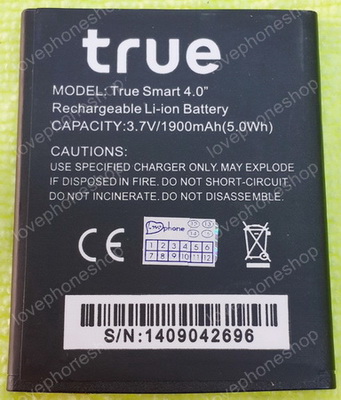 true
MODEL: True Smart 4.0"
Rechargeable Li-ion Battery
CAPACITY:3.7V/1900mAh(5.0Wh)
CAUTIONS:
USE SPECIFIED CHARGER ONLY. MAY EXPLODE
IF DISPOSED IN FIRE. DO NOT SHORT-CIRCUIT.
DO NOT INCINERATE. DO NOT DISASSEMBLE.
CE
1 2 3 4 5 6
7 8 9 10 11 12
S/N:1409042696
lovephoneshop